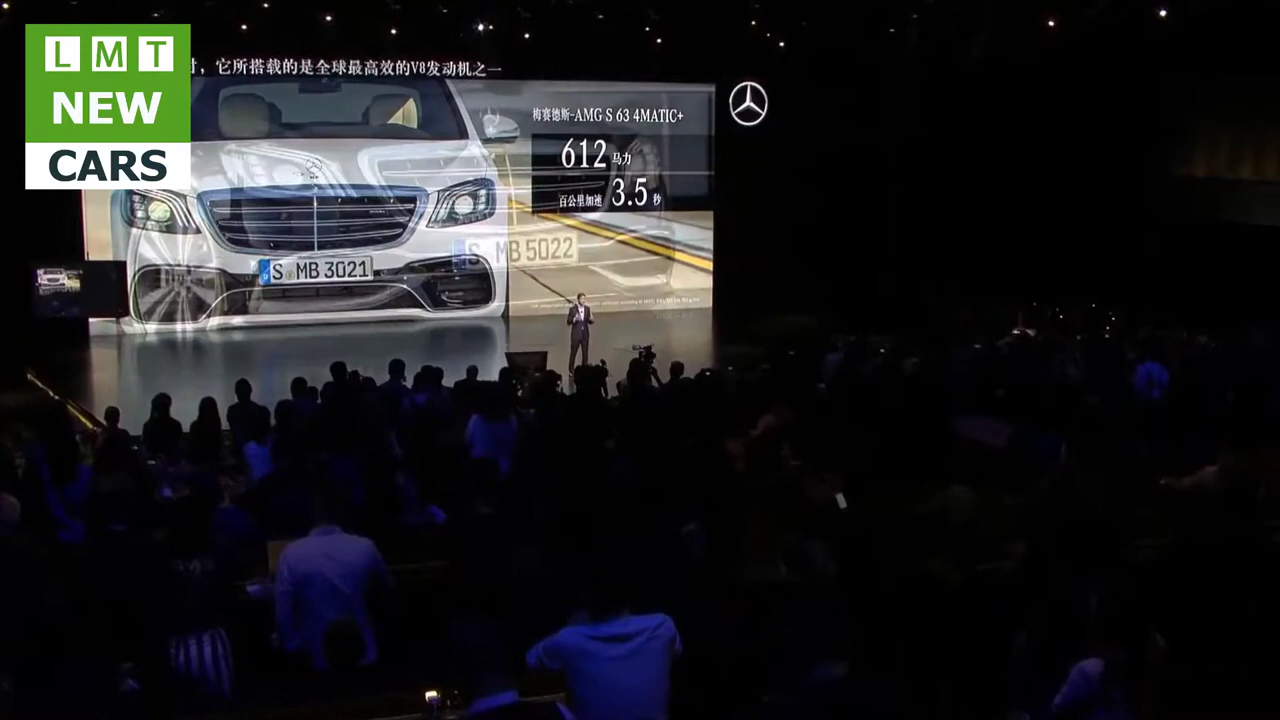 LMT
NEW
CARS
时，它所搭载的是全球最高效的V8发动机之一
梅赛德斯-AMG S 63 4MATIC+
612 马力
百公里加速 3.5 秒
S MB 3021
S MB 5022